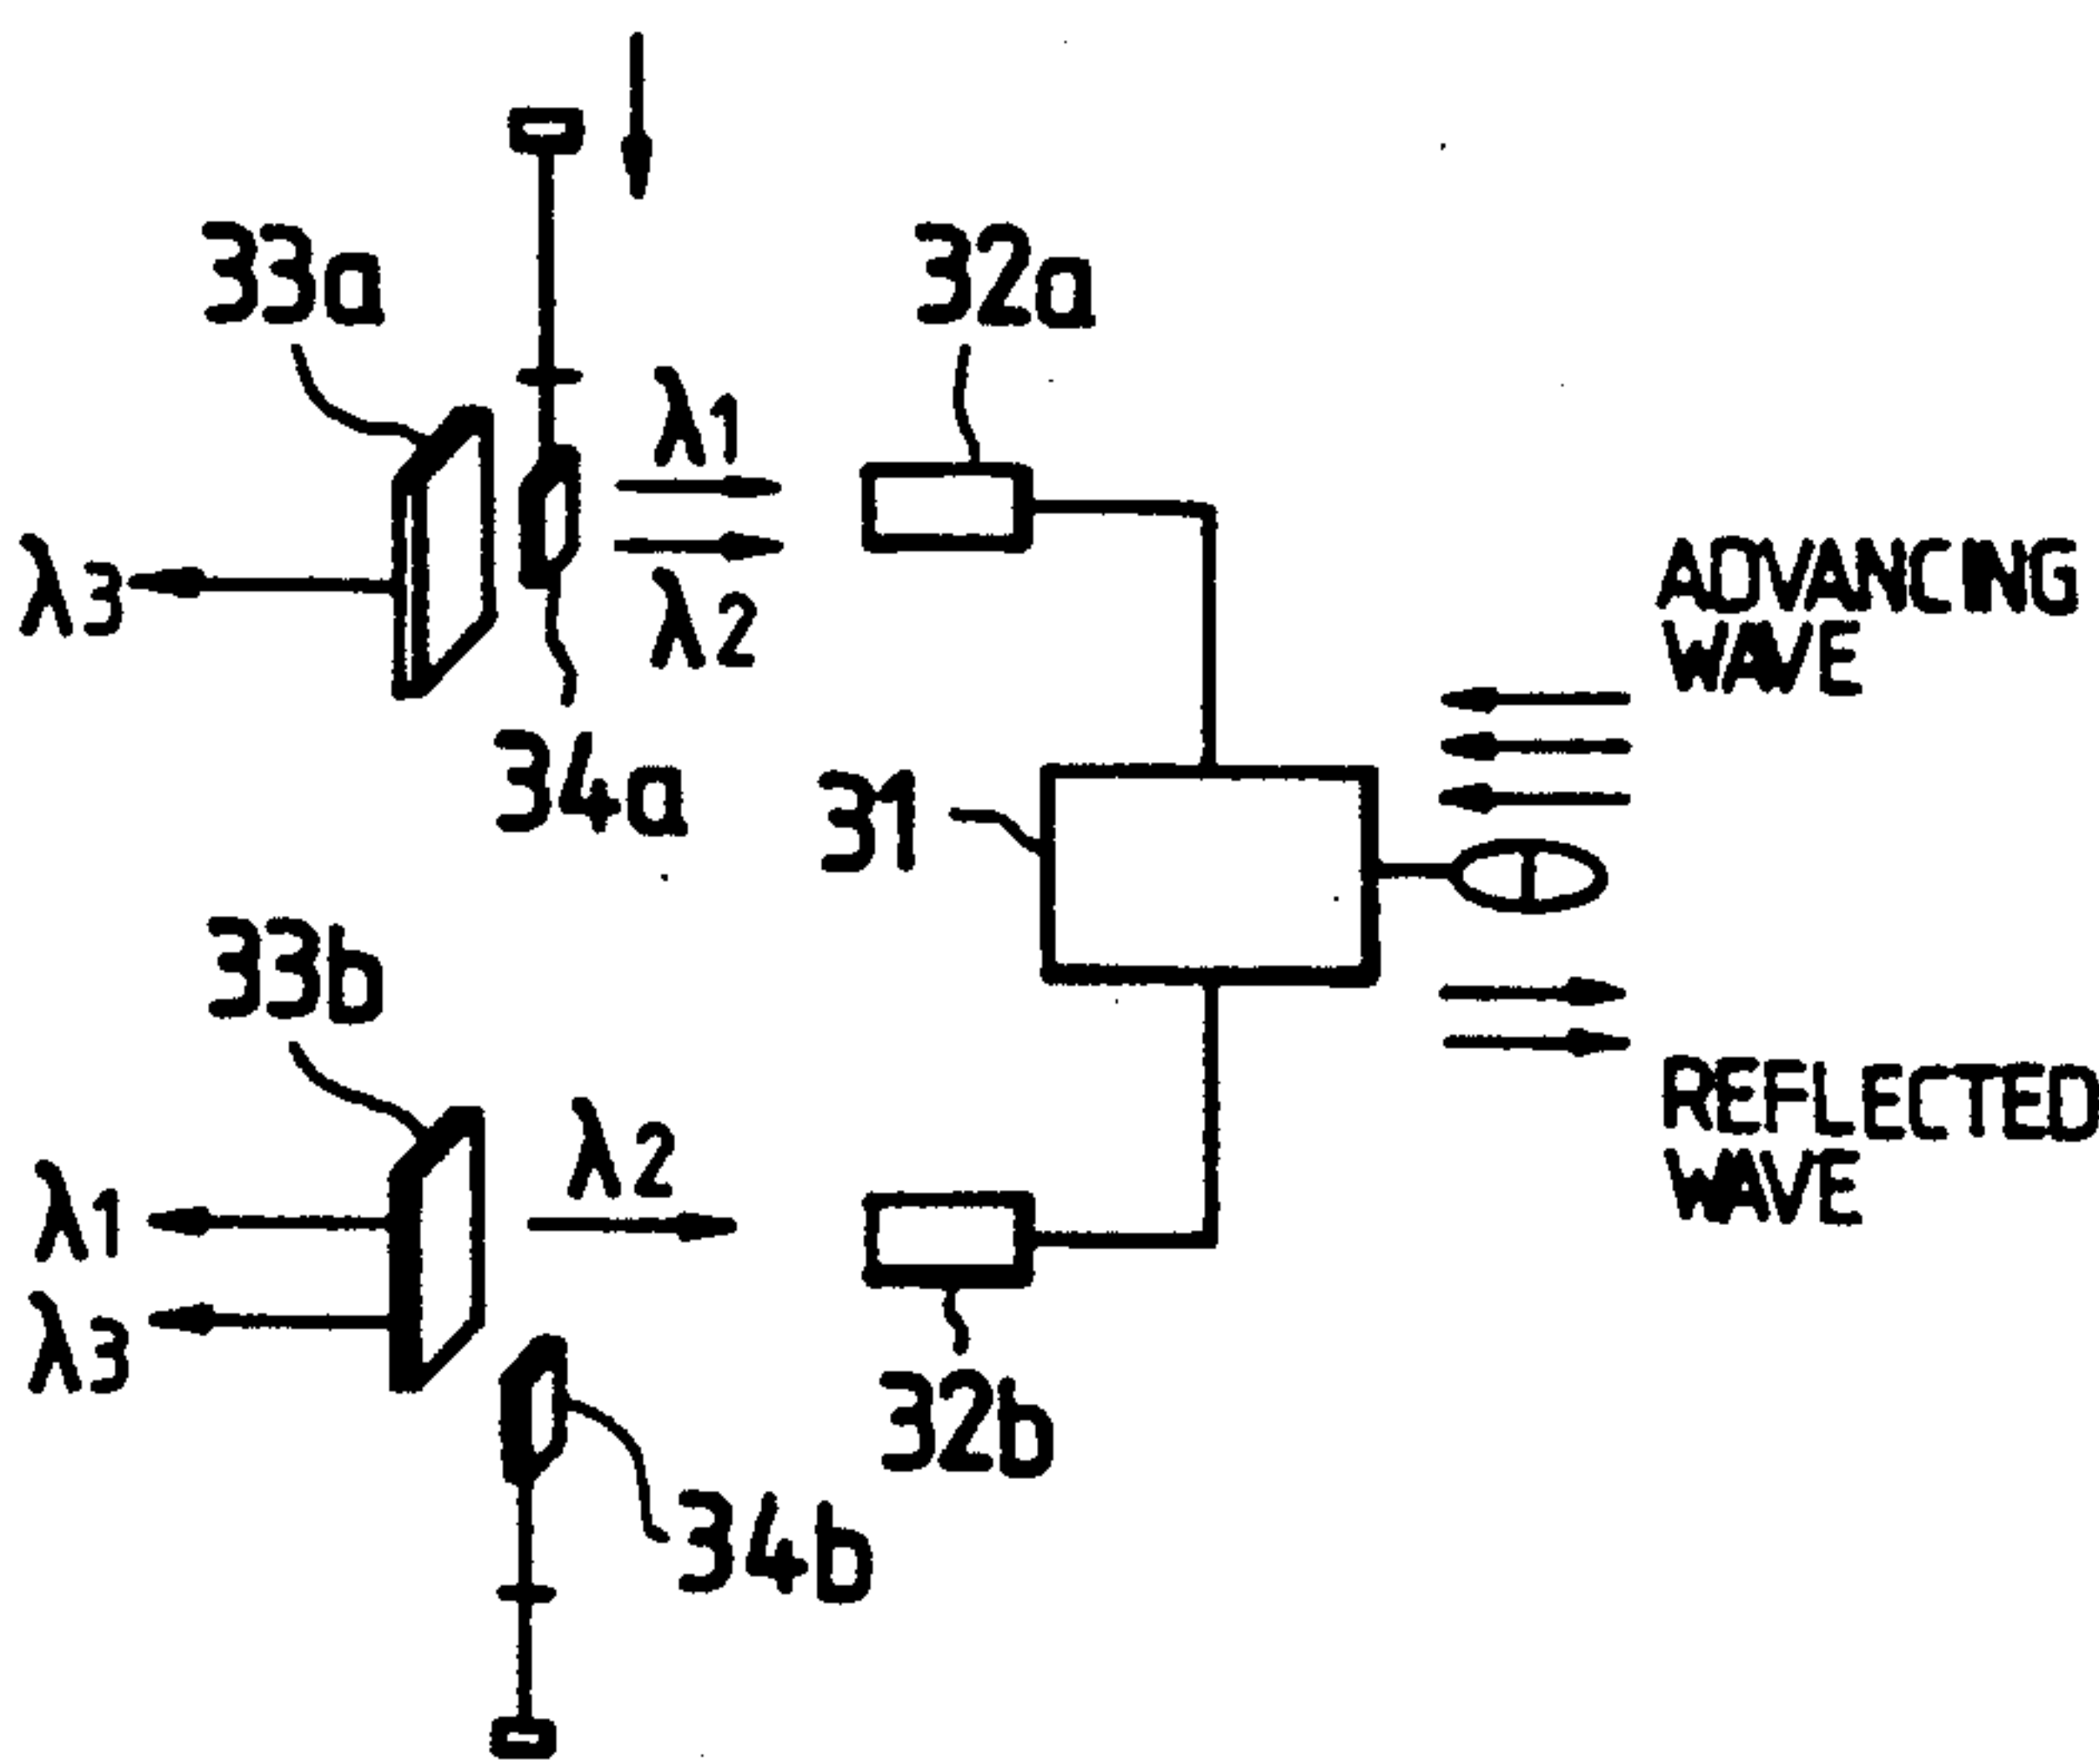 33a
32a
λ1
λ3
λ2
ADVANCING
WAVE
34a
31
33b
λ2
REFLECTED
WAVE
λ1
λ3
32b
34b